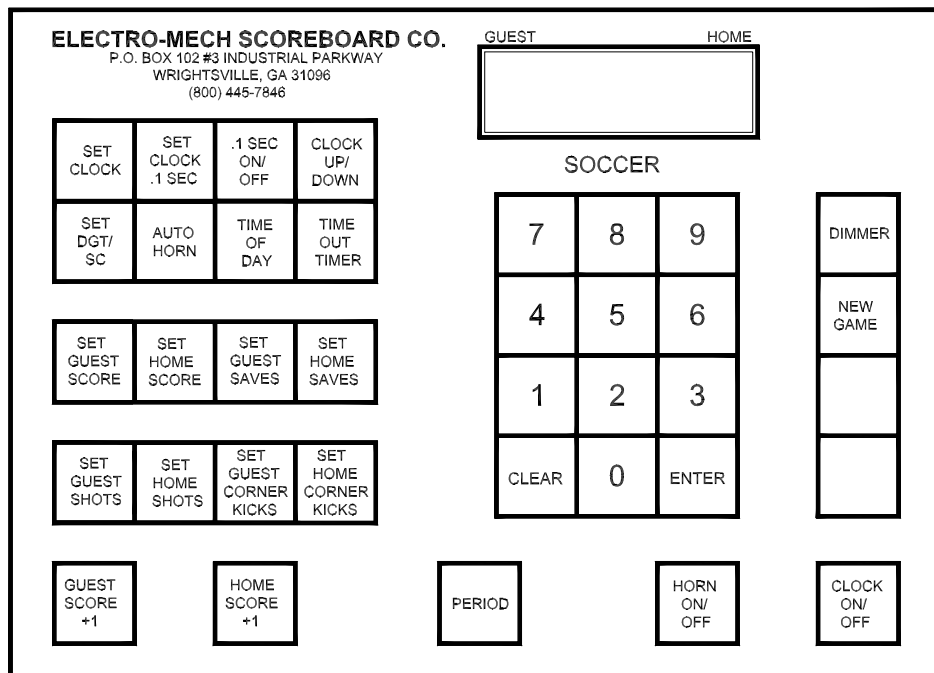 ELECTRO-MECH SCOREBOARD CO.
P.O. BOX 102 #3 INDUSTRIAL PARKWAY
WRIGHTSVILLE, GA 31096
(800) 445-7846
GUEST HOME
SET
CLOCK
SET
CLOCK
.1 SEC
.1 SEC
ON/
OFF
CLOCK
UP/
DOWN
SET
DGT/
SC
AUTO
HORN
TIME
OF
DAY
TIME
OUT
TIMER
SET
GUEST
SCORE
SET
HOME
SCORE
SET
GUEST
SAVES
SET
HOME
SAVES
SET
GUEST
SHOTS
SET
HOME
SHOTS
SET
GUEST
CORNER
KICKS
SET
HOME
CORNER
KICKS
SOCCER
7 8 9
4 5 6
1 2 3
CLEAR 0 ENTER
DIMMER
NEW
GAME
GUEST
SCORE
+1
HOME
SCORE
+1
PERIOD
HORN
ON/
OFF
CLOCK
ON/
OFF